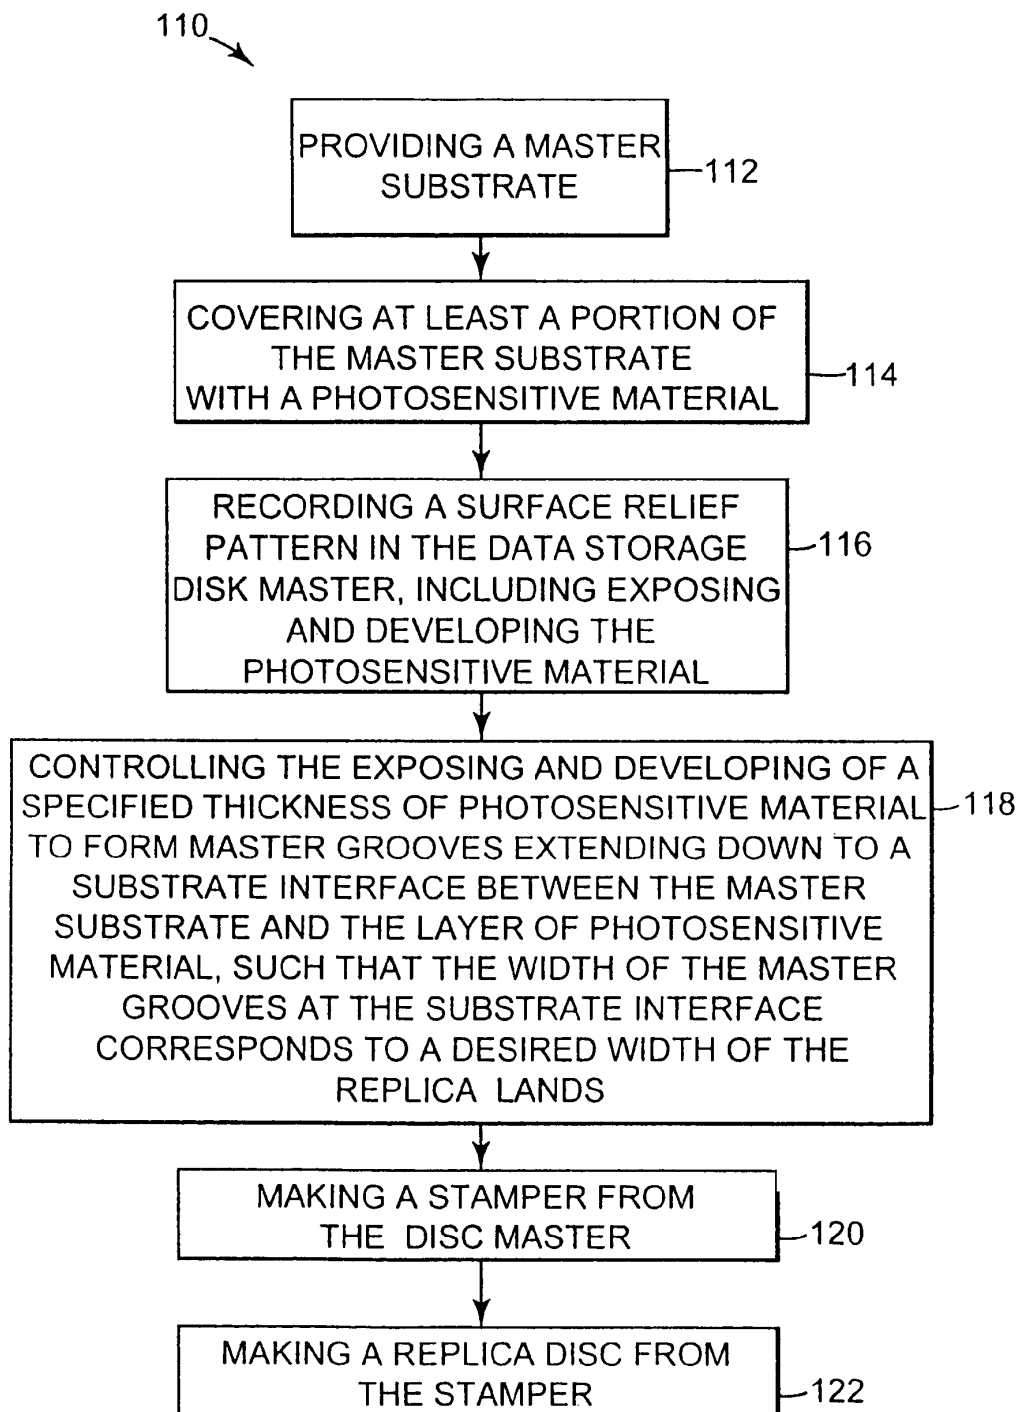 110
PROVIDING A MASTER
SUBSTRATE
112
COVERING AT LEAST A PORTION OF
THE MASTER SUBSTRATE
WITH A PHOTOSENSITIVE MATERIAL
114
RECORDING A SURFACE RELIEF
PATTERN IN THE DATA STORAGE
DISK MASTER, INCLUDING EXPOSING
AND DEVELOPING THE
PHOTOSENSITIVE MATERIAL
116
CONTROLLING THE EXPOSING AND DEVELOPING OF A
SPECIFIED THICKNESS OF PHOTOSENSITIVE MATERIAL
TO FORM MASTER GROOVES EXTENDING DOWN TO A
SUBSTRATE INTERFACE BETWEEN THE MASTER
SUBSTRATE AND THE LAYER OF PHOTOSENSITIVE
MATERIAL, SUCH THAT THE WIDTH OF THE MASTER
GROOVES AT THE SUBSTRATE INTERFACE
CORRESPONDS TO A DESIRED WIDTH OF THE
REPLICA LANDS
118
MAKING A STAMPER FROM
THE DISC MASTER
120
MAKING A REPLICA DISC FROM
THE STAMPER
122